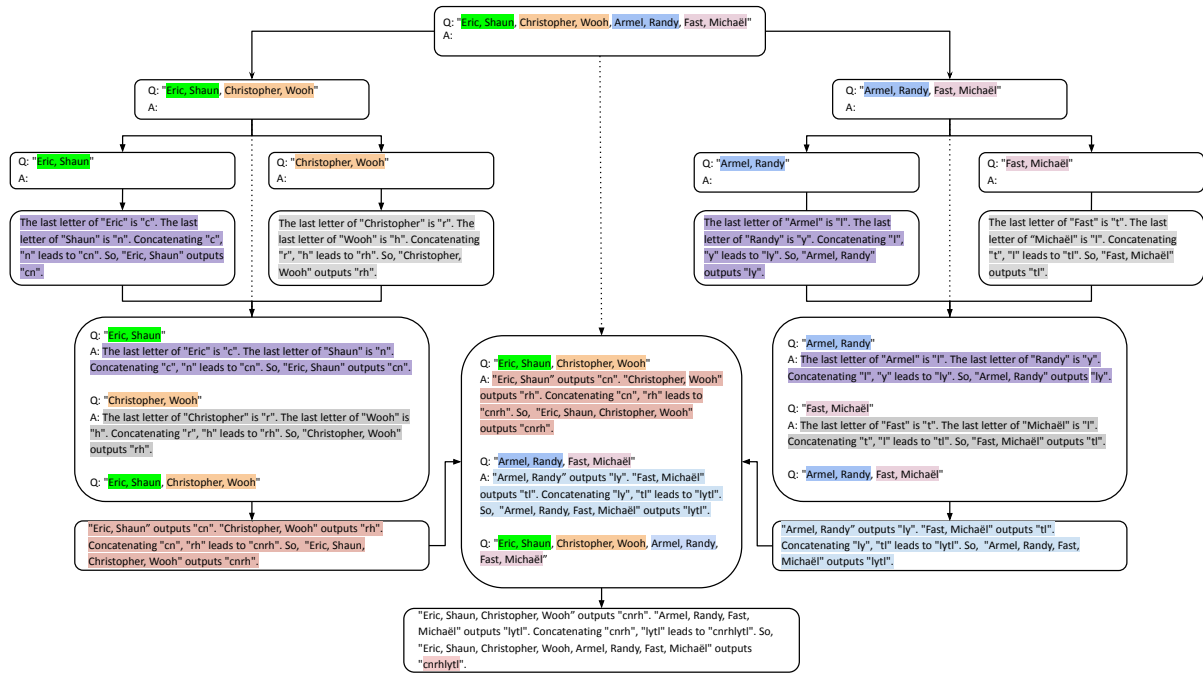 Q: "Eric, Shaun, Christopher, Wooh, Armel, Randy, Fast, Michaël"
A:
Q: "Eric, Shaun, Christopher, Wooh"
A:
Q: "Armel, Randy, Fast, Michaël"
A:
Q: "Eric, Shaun"
A:
Q: "Christopher, Wooh"
A:
Q: "Armel, Randy"
A:
Q: "Fast, Michaël"
A:
The last letter of "Eric" is "c". The last
letter of "Shaun" is "n". Concatenating "c",
"n" leads to "cn". So, "Eric, Shaun" outputs
"cn".
The last letter of "Christopher" is "r". The
last letter of "Wooh" is "h". Concatenating
"r", "h" leads to "rh". So, "Christopher,
Wooh" outputs "rh".
The last letter of "Armel" is "l". The last
letter of "Randy" is "y". Concatenating "l",
"y" leads to "ly". So, "Armel, Randy"
outputs "ly".
The last letter of "Fast" is "t". The last
letter of “Michaël" is "l". Concatenating
"t", "l" leads to "tl". So, "Fast, Michaël"
outputs "tl".
Q: "Eric, Shaun"
A: The last letter of "Eric" is "c". The last letter of "Shaun" is "n".
Concatenating "c", "n" leads to "cn". So, "Eric, Shaun" outputs "cn".
Q: "Christopher, Wooh"
A: The last letter of "Christopher" is "r". The last letter of "Wooh" is
"h". Concatenating "r", "h" leads to "rh". So, "Christopher, Wooh"
outputs "rh".
Q: "Eric, Shaun, Christopher, Wooh"
Q: "Eric, Shaun, Christopher, Wooh"
A: "Eric, Shaun” outputs "cn". "Christopher, Wooh"
outputs "rh". Concatenating "cn", "rh" leads to
"cnrh". So,  "Eric, Shaun, Christopher, Wooh"
outputs "cnrh".
Q: "Armel, Randy, Fast, Michaël"
A: "Armel, Randy” outputs "ly". "Fast, Michaël"
outputs "tl". Concatenating "ly", "tl" leads to "lytl".
So,  "Armel, Randy, Fast, Michaël" outputs "lytl".
Q: "Eric, Shaun, Christopher, Wooh, Armel, Randy,
Fast, Michaël”
Q: "Armel, Randy"
A: The last letter of "Armel" is "l". The last letter of "Randy" is "y".
Concatenating "l", "y" leads to "ly". So, "Armel, Randy" outputs "ly".
Q: "Fast, Michaël"
A: The last letter of "Fast" is "t". The last letter of "Michaël" is "l".
Concatenating "t", "l" leads to "tl". So, "Fast, Michaël" outputs "tl".
Q: "Armel, Randy, Fast, Michaël"
"Eric, Shaun” outputs "cn". "Christopher, Wooh" outputs "rh".
Concatenating "cn", "rh" leads to "cnrh". So,  "Eric, Shaun,
Christopher, Wooh" outputs "cnrh".
"Armel, Randy” outputs "ly". "Fast, Michaël" outputs "tl".
Concatenating "ly", "tl" leads to "lytl". So,  "Armel, Randy, Fast,
Michaël" outputs "lytl".
"Eric, Shaun, Christopher, Wooh” outputs "cnrh". "Armel, Randy, Fast,
Michaël" outputs "lytl". Concatenating "cnrh", "lytl" leads to "cnrhlytl". So,
"Eric, Shaun, Christopher, Wooh, Armel, Randy, Fast, Michaël" outputs
"cnrhlytl".